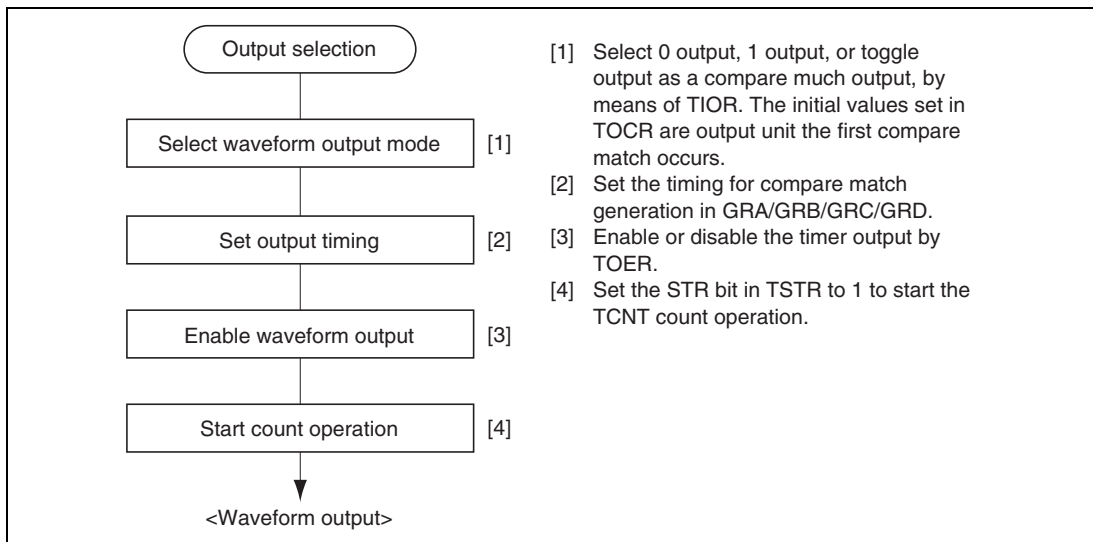 Output selection
Select waveform output mode [1]
Set output timing [2]
Enable waveform output [3]
Start count operation [4]
<Waveform output>
[1] Select 0 output, 1 output, or toggle
output as a compare much output, by
means of TIOR. The initial values set in
TOCR are output unit the first compare
match occurs.
[2] Set the timing for compare match
generation in GRA/GRB/GRC/GRD.
[3] Enable or disable the timer output by
TOER.
[4] Set the STR bit in TSTR to 1 to start the
TCNT count operation.